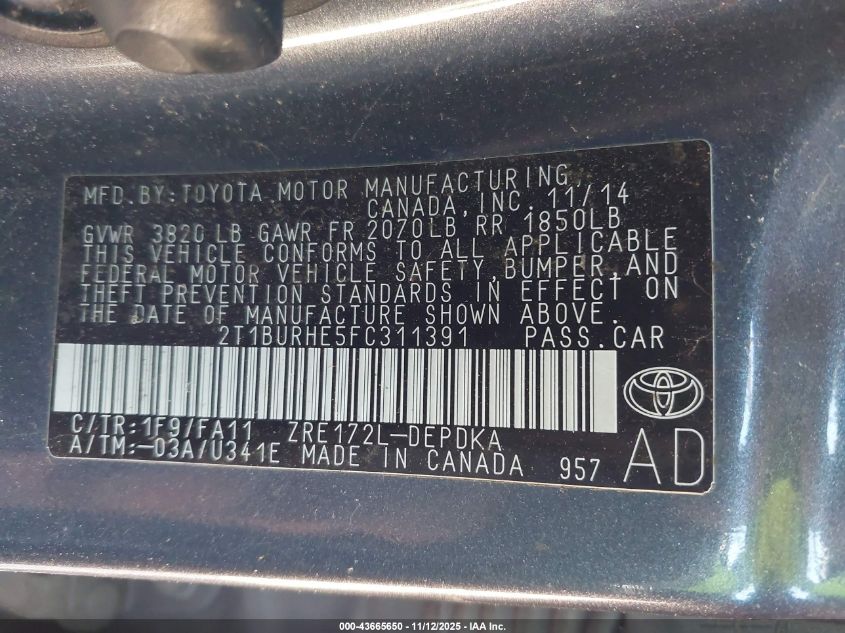 MFD.BY:TOYOTA MOTOR MANUFACTURING
CANADA,INC. 11/14
GVWR 3820 LB GAWR FR 2070LB RR 1850LB
THIS VEHICLE CONFORMS TO ALL APPLICABLE
FEDERAL MOTOR VEHICLE SAFETY,BUMPER,AND
THEFT PREVENTION STANDARDS IN EFFECT ON
THE DATE OF MANUFACTURE SHOWN ABOVE.
2T1BURHE5FC311391 PASS.CAR
C/TR:1F9/FA11 ZRE172L-DEPDKA
A/TM:-03A/U341E MADE IN CANADA 957 AD
000-43665650 - 11/12/2025 - IAA Inc.